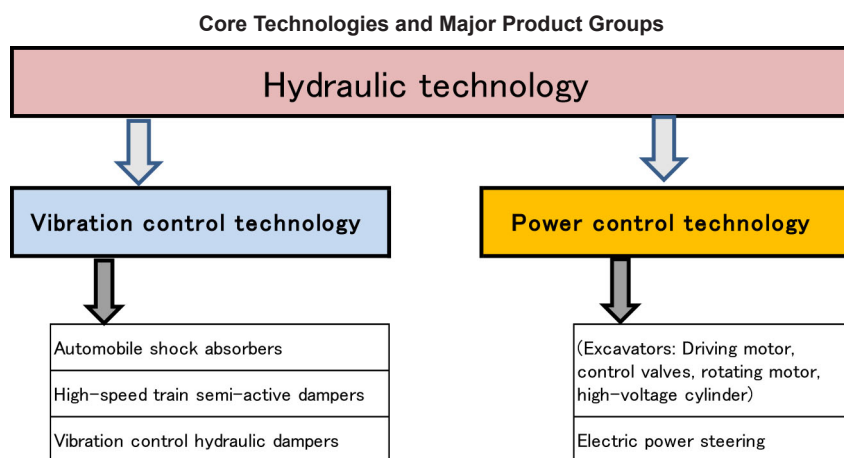 Core Technologies and Major Product Groups
Hydraulic technology
Vibration control technology
Power control technology
Automobile shock absorbers
High-speed train semi-active dampers
Vibration control hydraulic dampers
(Excavators: Driving motor,
control valves, rotating motor,
high-voltage cylinder)
Electric power steering